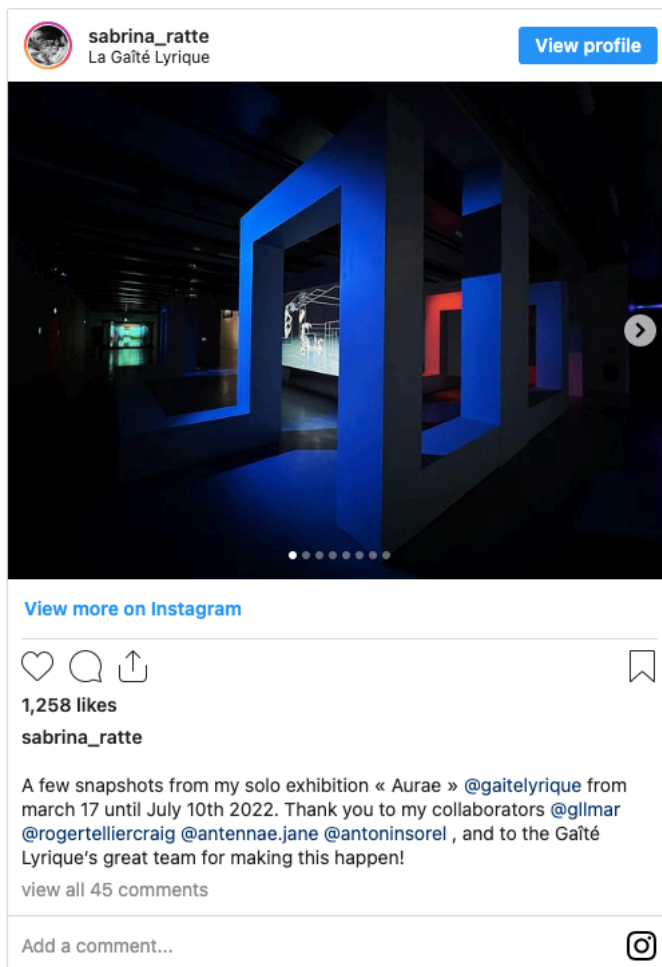 sabrina_ratte
La Gaîté Lyrique
View profile
View more on Instagram
1,258 likes
sabrina_ratte
A few snapshots from my solo exhibition « Aurae » @gaitelyrique from
march 17 until July 10th 2022. Thank you to my collaborators @gllmar
@rogertelliercraig @antennae.jane @antoninsorel , and to the Gaîté
Lyrique's great team for making this happen!
view all 45 comments
Add a comment...